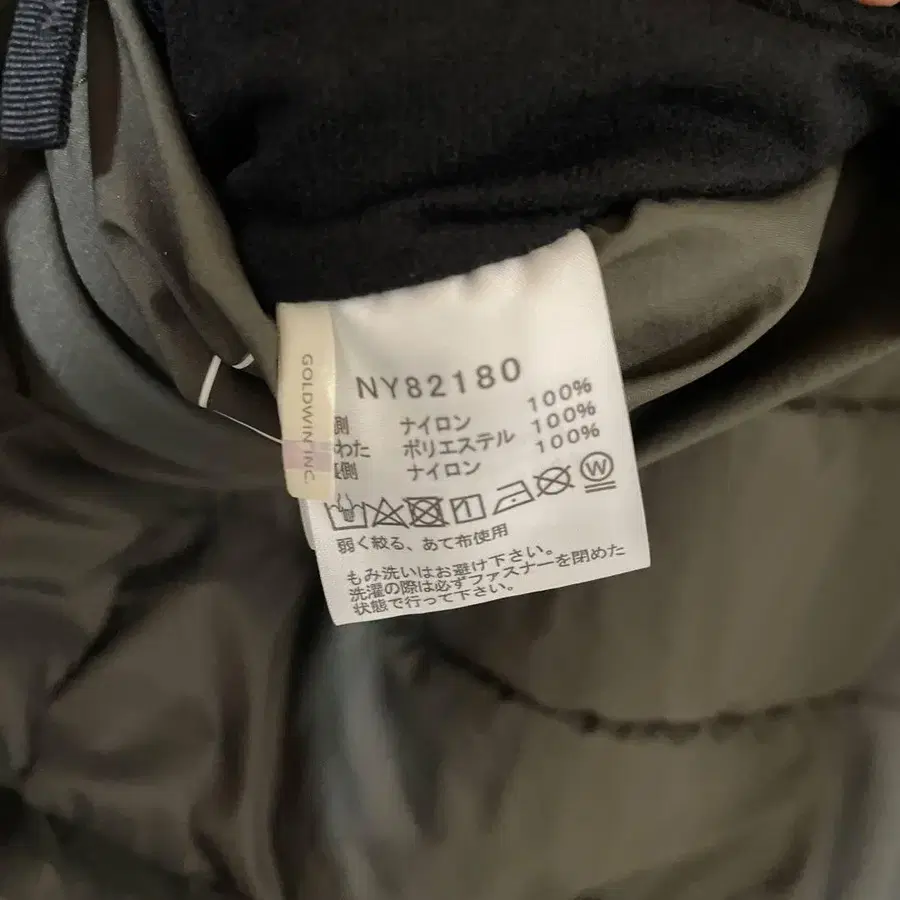 GOLDWIN INC.
NY82180
側 ナイロン 100%
わた ポリエステル 100%
裏側 ナイロン 100%
W
弱く絞る、あて布使用
もみ洗いはお避け下さい。
洗濯の際は必ずファスナーを閉めた
状態で行って下さい。